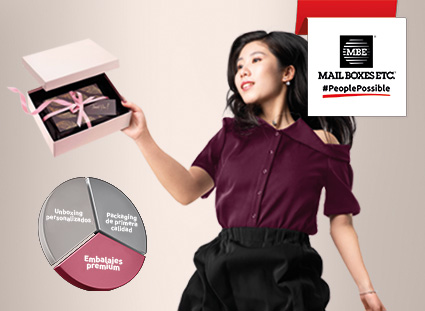 MBE
MAIL BOXES ETC.
#PeoplePossible
Unboxing
personalizados
Packaging
de primera
calidad
Embalajes
premium